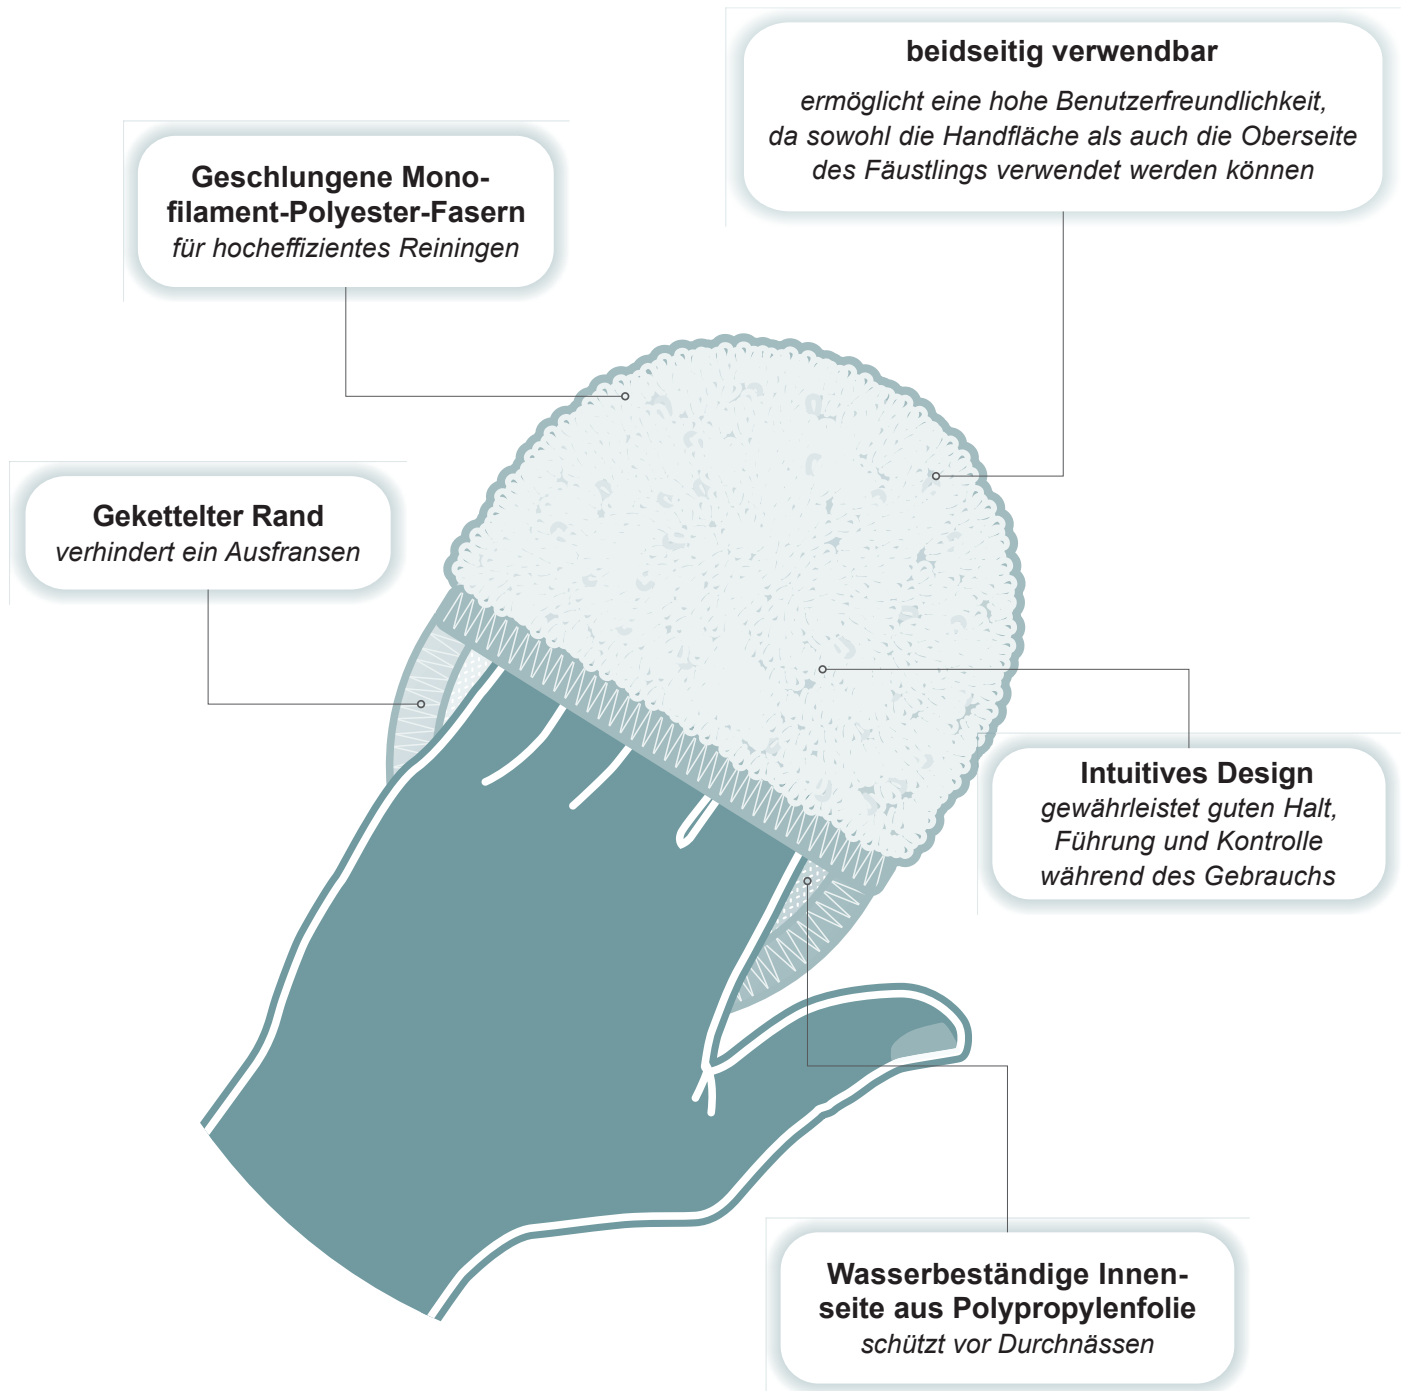 beidseitig verwendbar
ermöglicht eine hohe Benutzerfreundlichkeit,
da sowohl die Handfläche als auch die Oberseite
des Fäustlings verwendet werden können
Geschlungene Mono-
filament-Polyester-Fasern
für hocheffizientes Reiningen
Gekettelter Rand
verhindert ein Ausfransen
Intuitives Design
gewährleistet guten Halt,
Führung und Kontrolle
während des Gebrauchs
Wasserbeständige Innen-
seite aus Polypropylenfolie
schützt vor Durchnässen